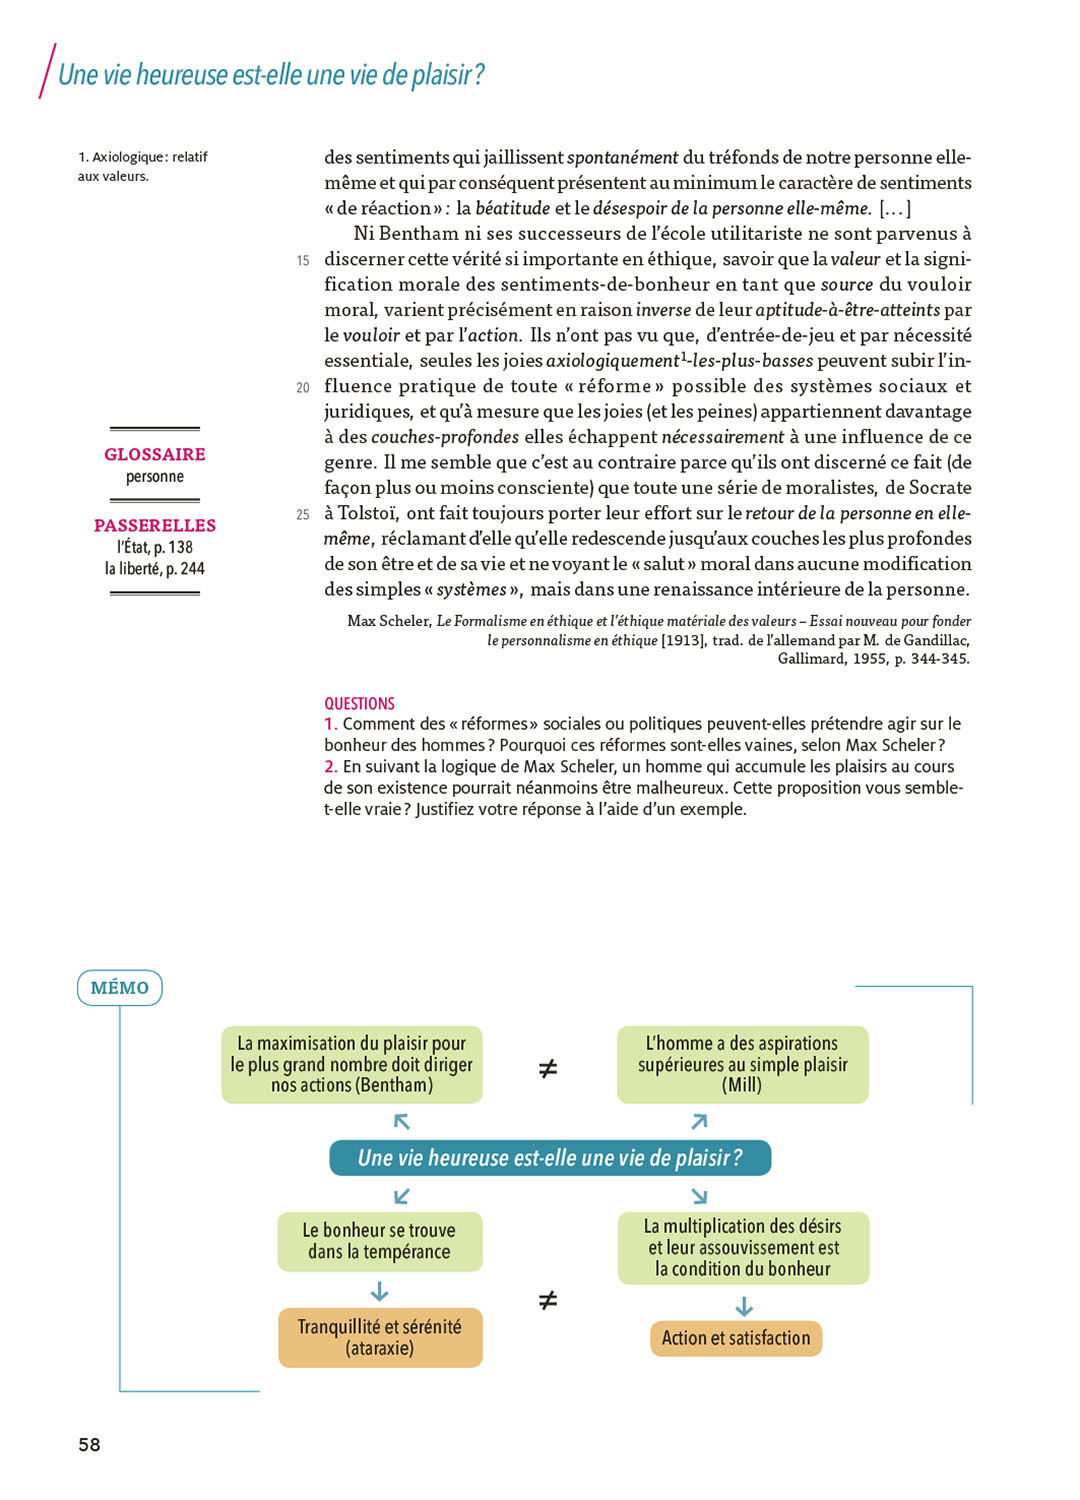 Une vie heureuse est-elle une vie de plaisir ?
1. Axiologique : relatif
aux valeurs.
des sentiments qui jaillissent spontanément du tréfonds de notre personne elle-
même et qui par conséquent présentent au minimum le caractère de sentiments
« de réaction » : la béatitude et le désespoir de la personne elle-même. [...]
Ni Bentham ni ses successeurs de l'école utilitariste ne sont parvenus à
15 discerner cette vérité si importante en éthique, savoir que la valeur et la signi-
fication morale des sentiments-de-bonheur en tant que source du vouloir
moral, varient précisément en raison inverse de leur aptitude-à-être-atteints par
le vouloir et par l'action. Ils n'ont pas vu que, d'entrée-de-jeu et par nécessité
essentiale, seules les joies axiologiquement¹-les-plus-basses peuvent subir l'in-
20 fluence pratique de toute « réforme » possible des systèmes sociaux et
juridiques, et qu'à mesure que les joies (et les peines) appartiennent davantage
à des couches-profondes elles échappent nécessairement à une influence de ce
genre. Il me semble que c'est au contraire parce qu'ils ont discerné ce fait (de
façon plus ou moins consciente) que toute une série de moralistes, de Socrate
25 à Tolstoï, ont fait toujours porter leur effort sur le retour de la personne en elle-
même, réclamant d'elle qu'elle redescende jusqu'aux couches les plus profondes
de son être et de sa vie et ne voyant le « salut » moral dans aucune modification
des simples « systèmes », mais dans une renaissance intérieure de la personne.
Max Scheler, Le Formalisme en éthique et l'éthique matériale des valeurs – Essai nouveau pour fonder
le personnalisme en éthique [1913], trad. de l'allemand par M. de Gandillac,
Gallimard, 1955, p. 344-345.
GLOSSAIRE
personne
PASSERELLES
l'État, p. 138
la liberté, p. 244
QUESTIONS
1. Comment des « réformes » sociales ou politiques peuvent-elles prétendre agir sur le
bonheur des hommes ? Pourquoi ces réformes sont-elles vaines, selon Max Scheler ?
2. En suivant la logique de Max Scheler, un homme qui accumule les plaisirs au cours
de son existence pourrait néanmoins être malheureux. Cette proposition vous semble-
t-elle vraie ? Justifiez votre réponse à l'aide d'un exemple.
MÉMO
La maximisation du plaisir pour
le plus grand nombre doit diriger
nos actions (Bentham)
≠
L'homme a des aspirations
supérieures au simple plaisir
(Mill)
Une vie heureuse est-elle une vie de plaisir ?
Le bonheur se trouve
dans la tempérance
La multiplication des désirs
et leur assouvissement est
la condition du bonheur
≠
Tranquillité et sérénité
(ataraxie)
Action et satisfaction
58